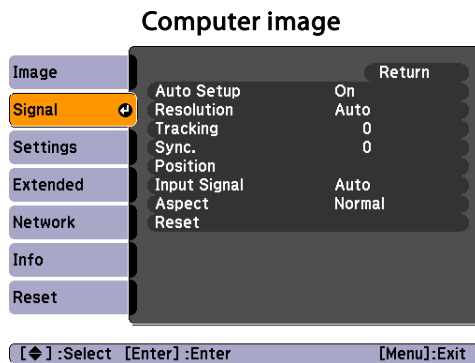 Computer image
Image
Signal
Settings
Extended
Network
Info
Reset
Return
Auto Setup On
Resolution Auto
Tracking 0
Sync. 0
Position
Input Signal Auto
Aspect Normal
Reset
[◆] :Select [Enter] :Enter [Menu]:Exit